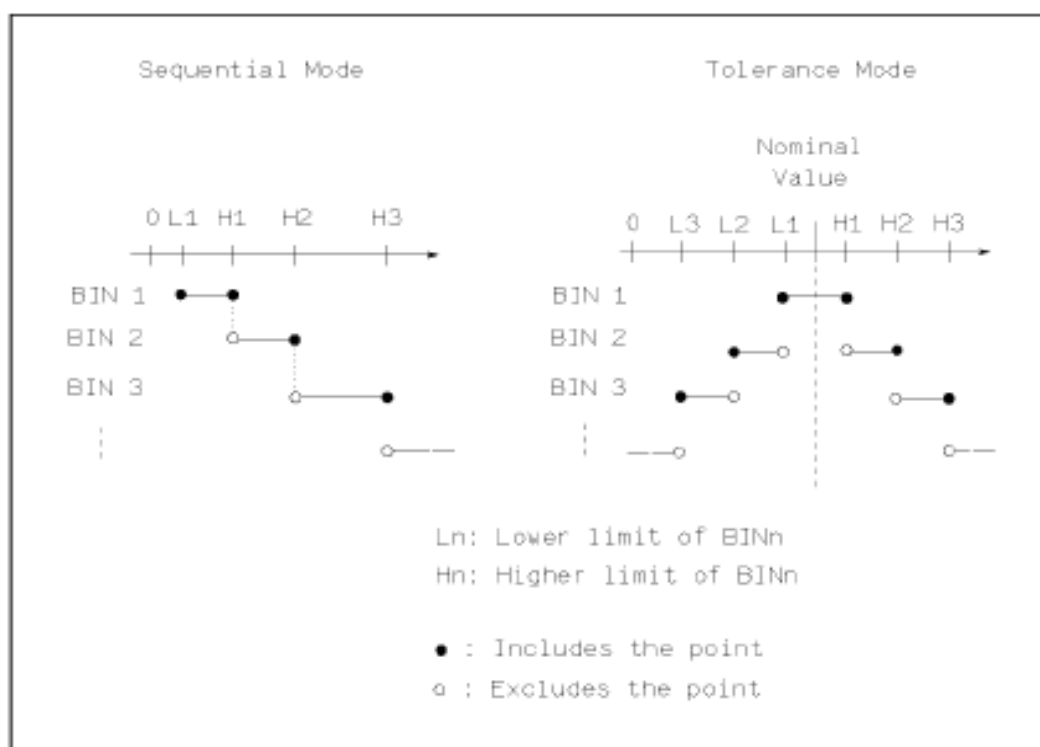 Sequential Mode
Tolerance Mode
Nominal
Value
0 L1 H1 H2 H3
0 L3 L2 L1 H1 H2 H3
BIN 1
BIN 2
BIN 3
BIN 1
BIN 2
BIN 3
Ln: Lower limit of BINn
Hn: Higher limit of BINn
: Includes the point
: Excludes the point